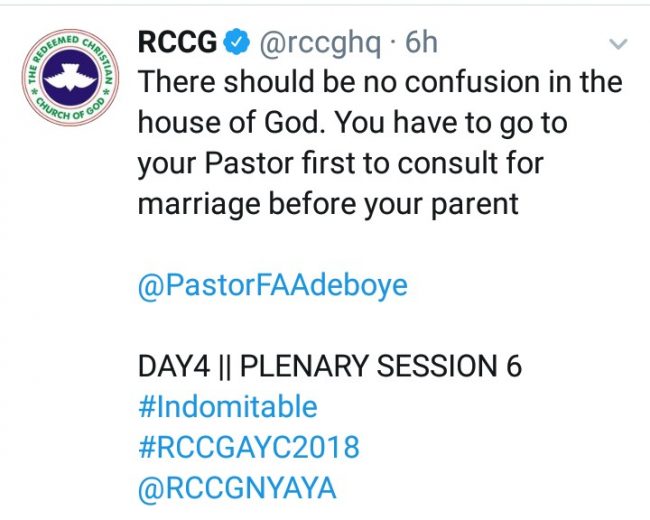 THE REDEEMED CHRISTIAN
CHURCH OF GOD
RCCG @rccghq · 6h
There should be no confusion in the
house of God. You have to go to
your Pastor first to consult for
marriage before your parent
@PastorFAAdeboye
DAY4 || PLENARY SESSION 6
#Indomitable
#RCCGAYC2018
@RCCGNYAYA